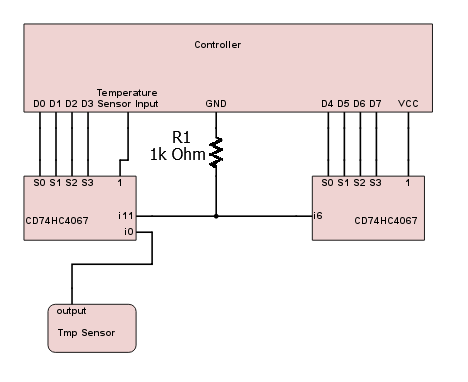 Controller
Temperature
D0 D1 D2 D3 Sensor Input GND D4 D5 D6 D7 VCC
R1
1k Ohm
S0 S1 S2 S3 1 S0 S1 S2 S3 1
i11 i6
CD74HC4067 CD74HC4067
i0
output
Tmp Sensor